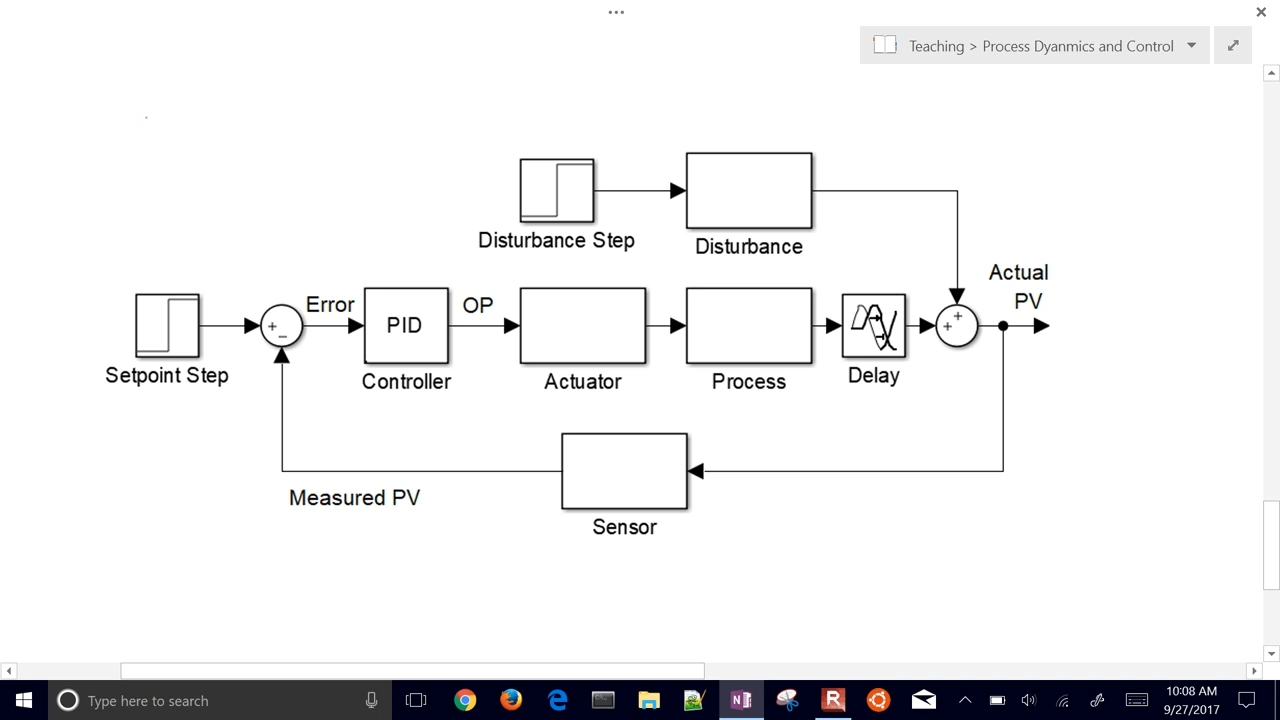 Teaching > Process Dyanmics and Control
Disturbance Step
Disturbance
Actual
PV
Error
OP
PID
+
−
+
+
Setpoint Step
Controller
Actuator
Process
Delay
Measured PV
Sensor
Type here to search
10:08 AM
9/27/2017